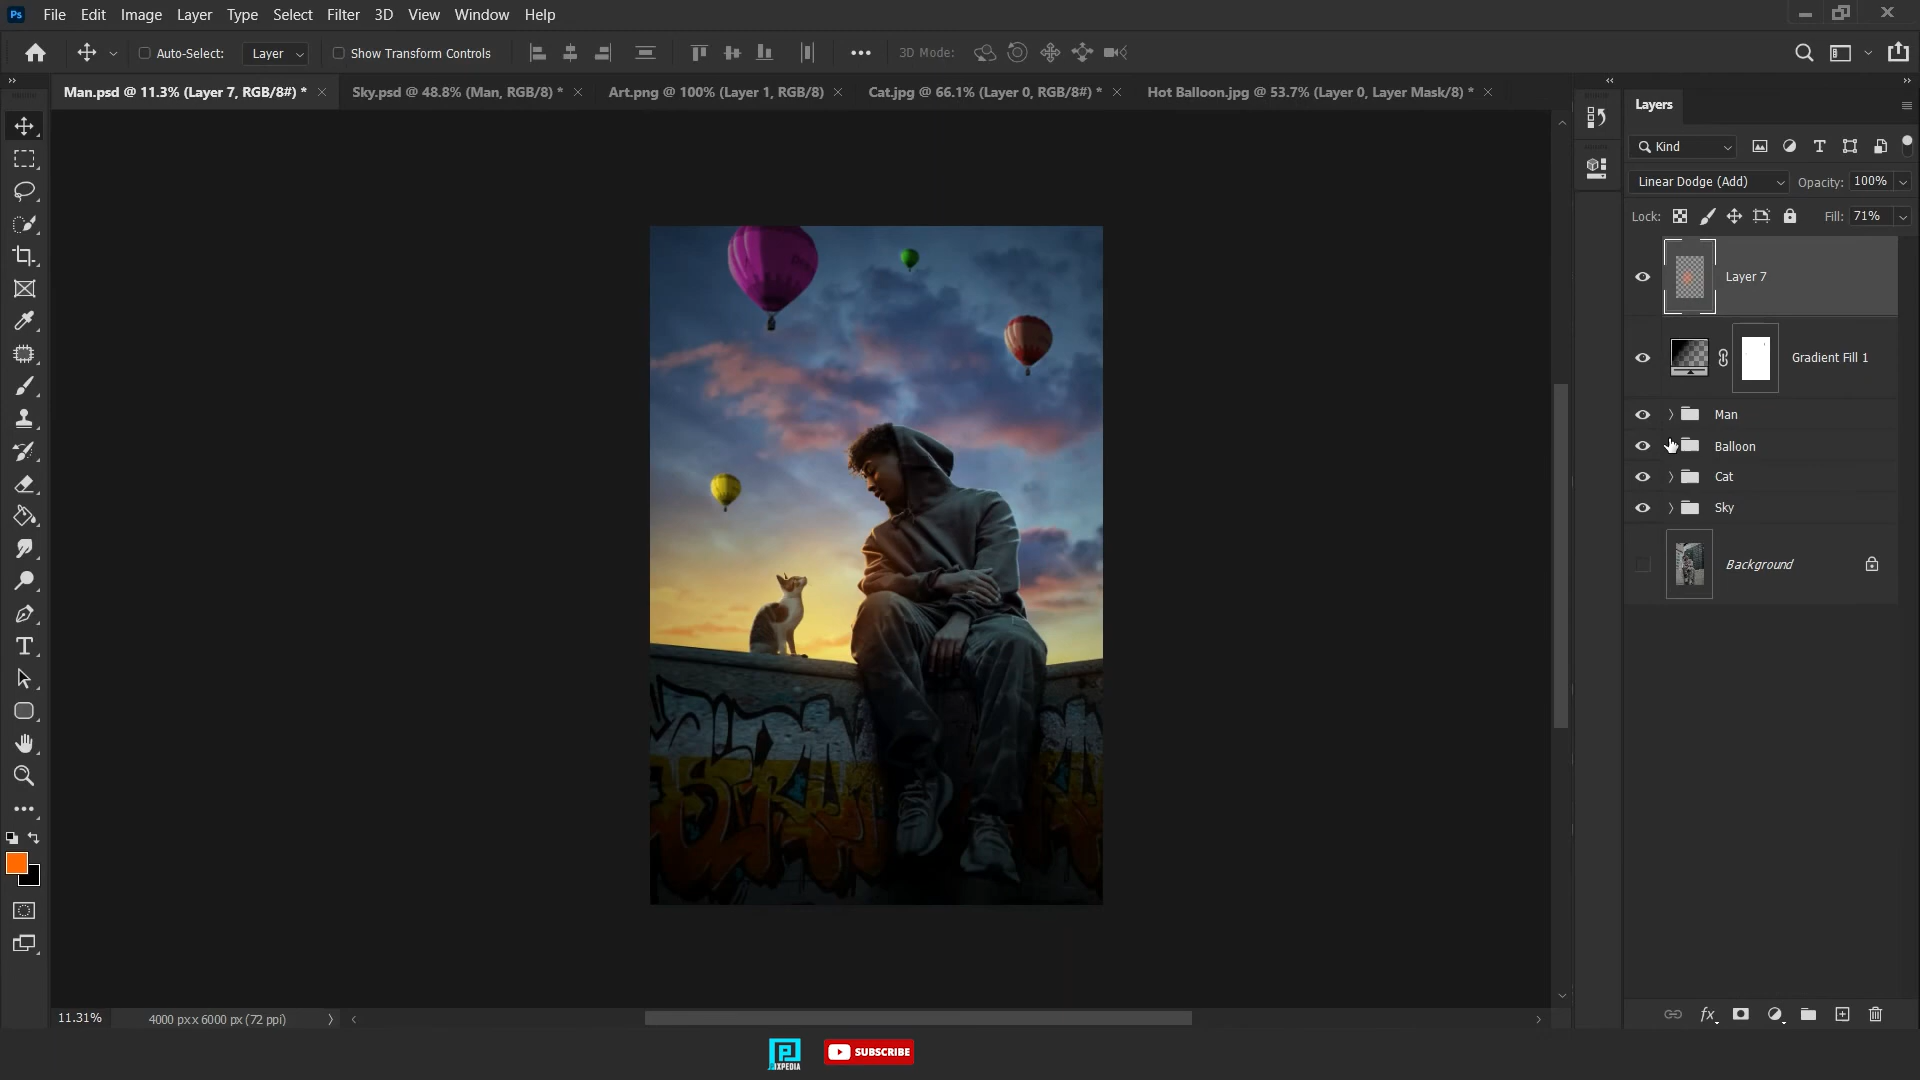 Ps File Edit Image Layer Type Select Filter 3D View Window Help
Auto-Select: Layer Show Transform Controls 3D Mode:
Man.psd @ 11.3% (Layer 7, RGB/8#) * Sky.psd @ 48.8% (Man, RGB/8) * Art.png @ 100% (Layer 1, RGB/8) Cat.jpg @ 66.1% (Layer 0, RGB/8#) * Hot Balloon.jpg @ 53.7% (Layer 0, Layer Mask/8) *
Layers
Kind
Linear Dodge (Add) Opacity: 100%
Lock: Fill: 71%
Layer 7
Gradient Fill 1
Man
Balloon
Cat
Sky
Background
11.31% 4000 px x 6000 px (72 ppi)
PIXPEDIA SUBSCRIBE